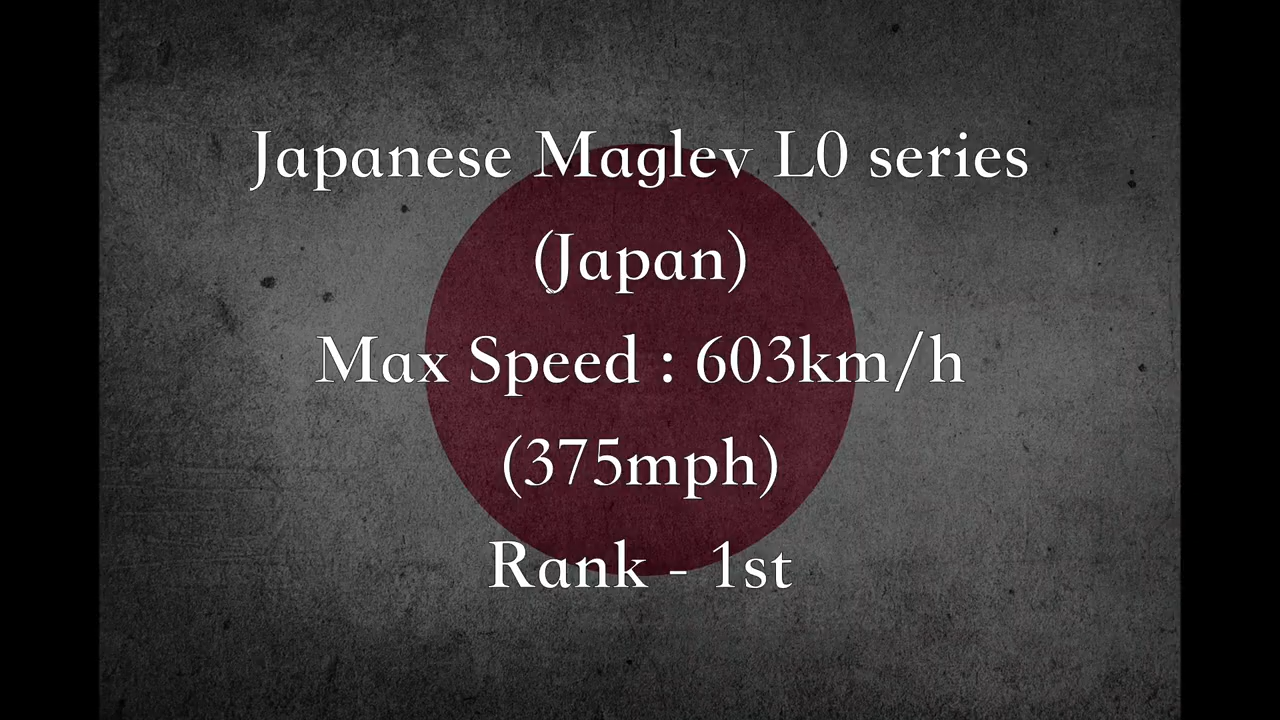 Japanese Maglev L0 series
(Japan)
Max Speed : 603km/h
(375mph)
Rank - 1st